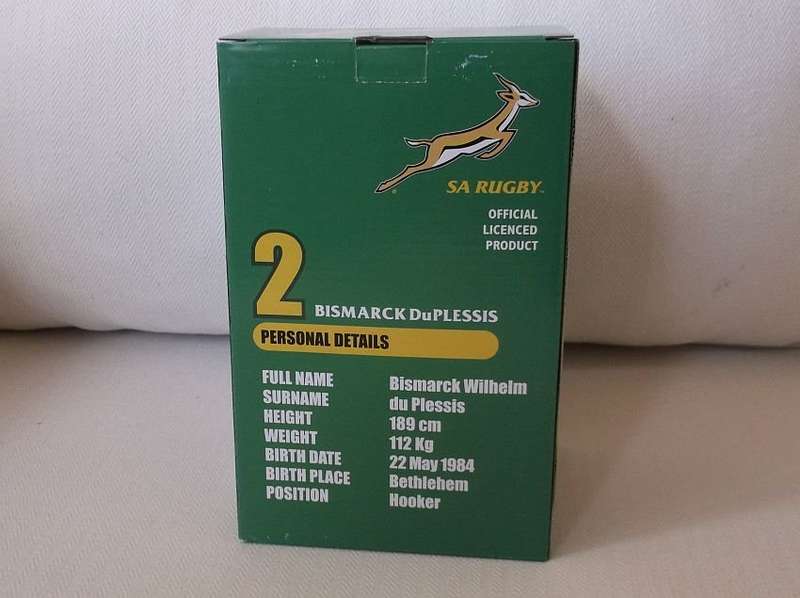 SA RUGBY™
OFFICIAL
LICENCED
PRODUCT
2
BISMARCK DuPLESSIS
PERSONAL DETAILS
FULL NAME Bismarck Wilhelm
SURNAME du Plessis
HEIGHT 189 cm
WEIGHT 112 Kg
BIRTH DATE 22 May 1984
BIRTH PLACE Bethlehem
POSITION Hooker